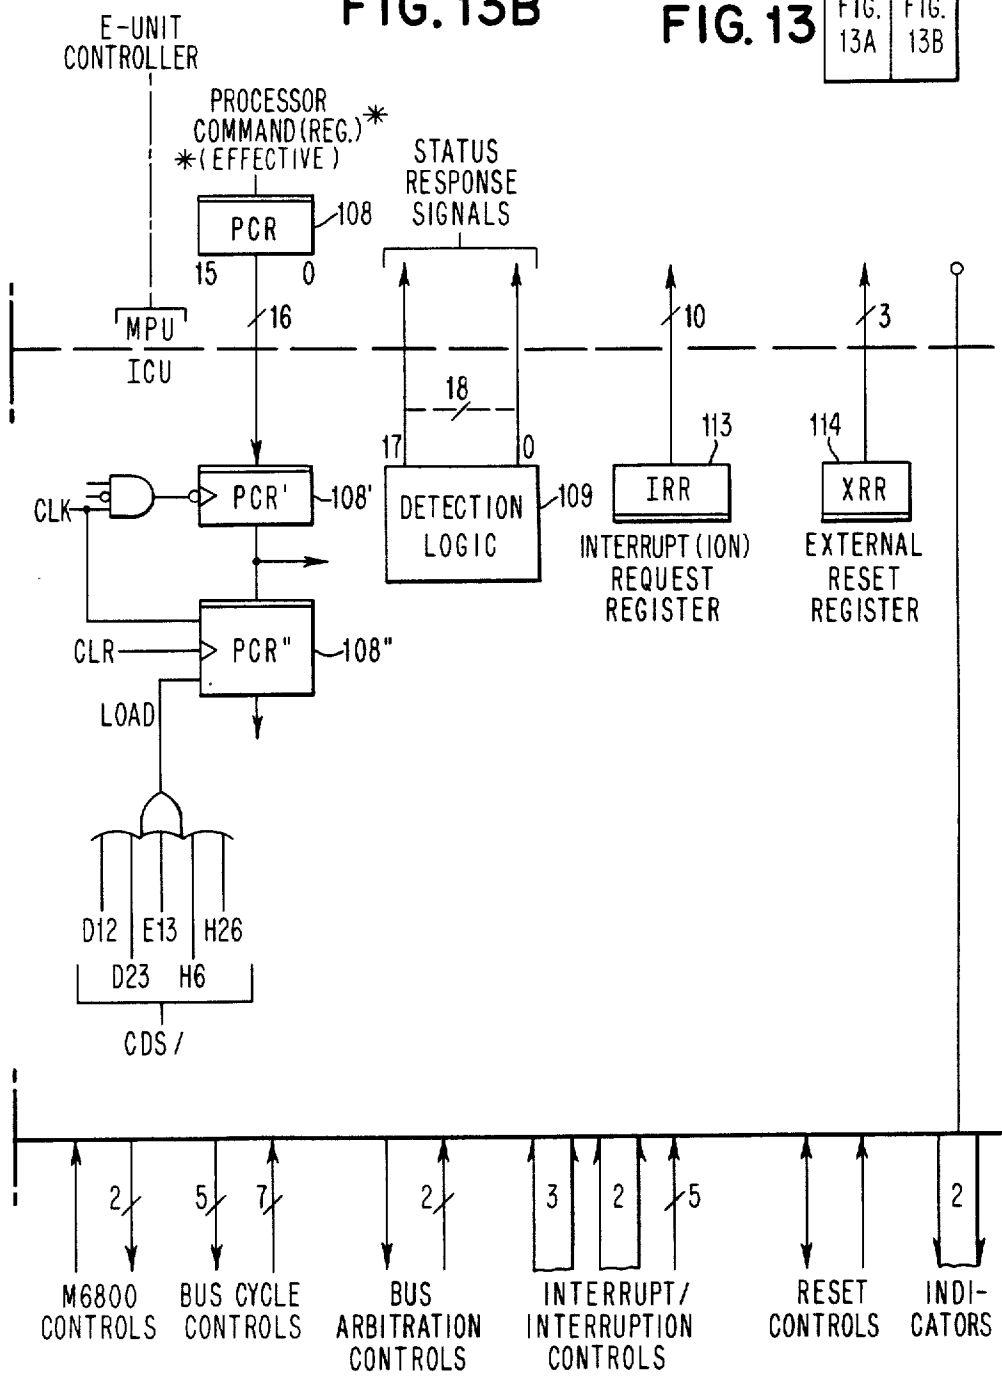 FIG. 13B
FIG. 13
FIG.
13A
FIG.
13B
E-UNIT
CONTROLLER
PROCESSOR
COMMAND(REG.)*
*(EFFECTIVE)
PCR
108
15
0
STATUS
RESPONSE
SIGNALS
MPU
ICU
16
10
3
18
17
0
113
114
CLK
PCR'
108'
DETECTION
LOGIC
109
IRR
INTERRUPT(ION)
REQUEST
REGISTER
XRR
EXTERNAL
RESET
REGISTER
CLR
PCR"
108"
LOAD
D12
E13
H26
D23
H6
CDS/
2
5
7
2
3
2
5
2
M6800
CONTROLS
BUS CYCLE
CONTROLS
BUS
ARBITRATION
CONTROLS
INTERRUPT/
INTERRUPTION
CONTROLS
RESET
CONTROLS
INDI-
CATORS